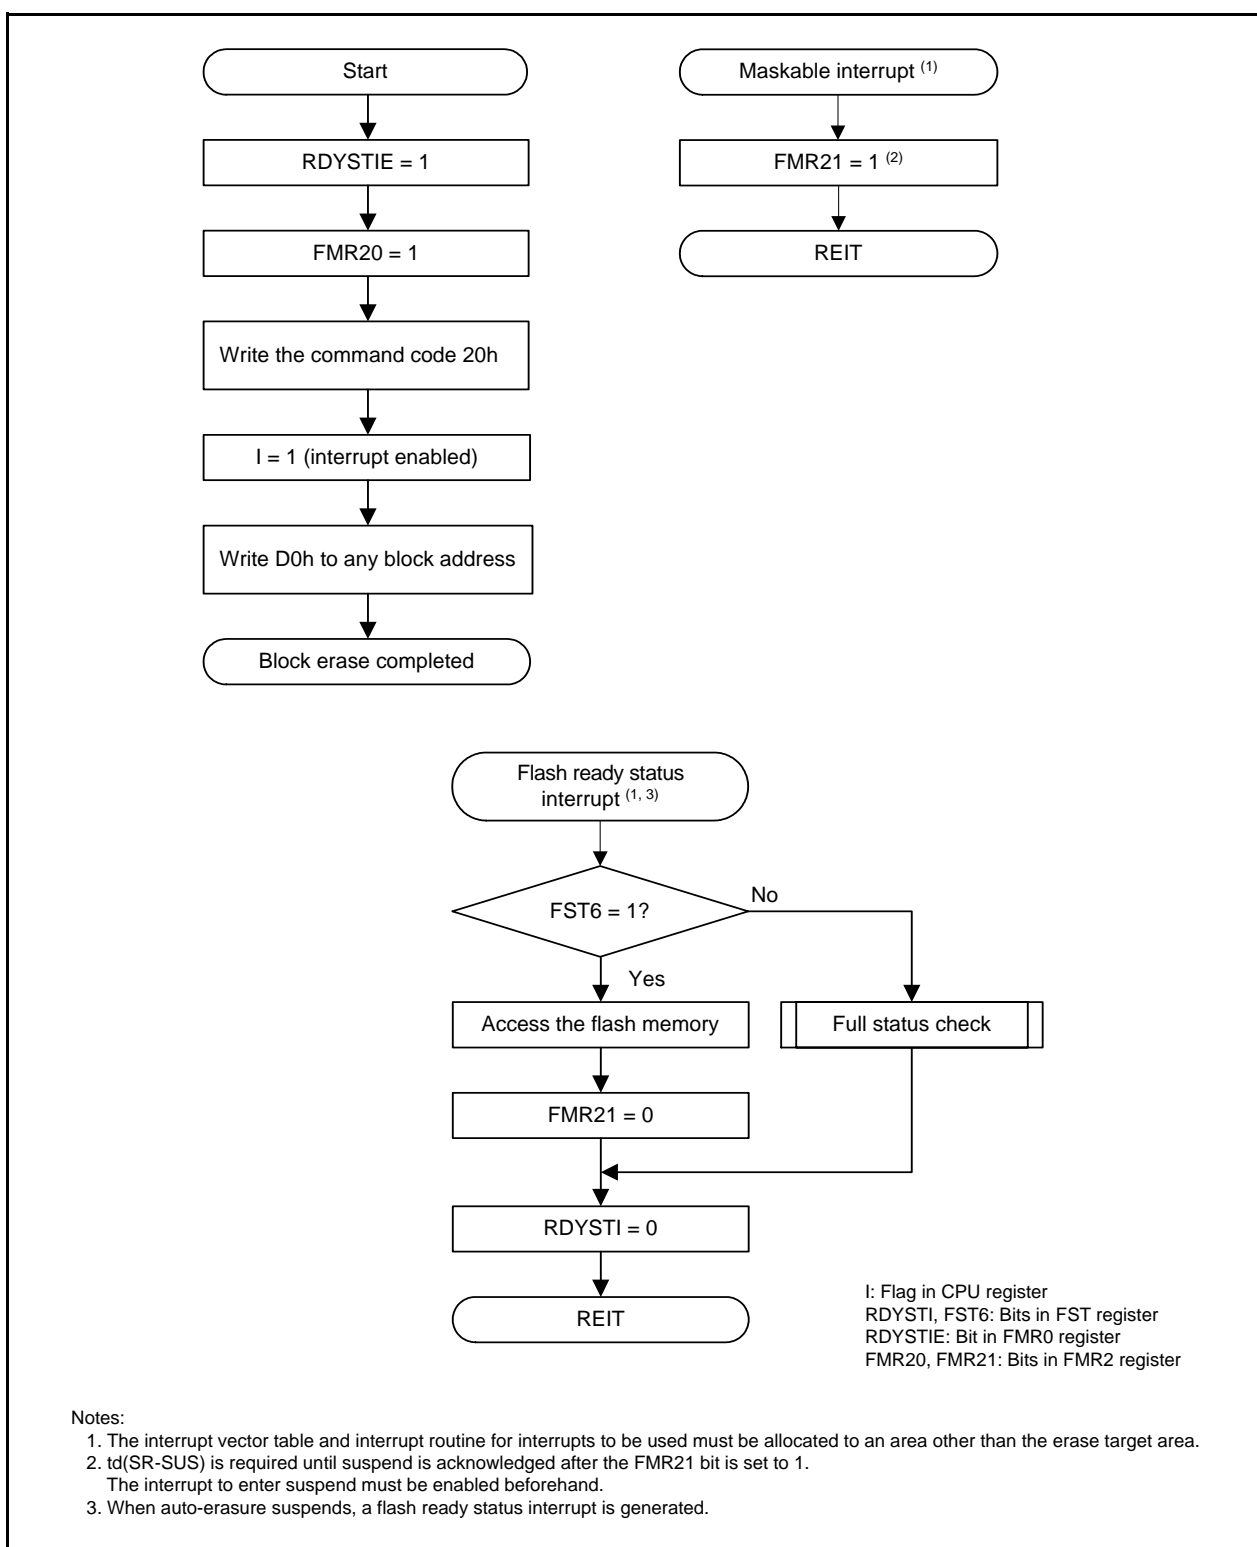 Start
RDYSTIE = 1
FMR20 = 1
Write the command code 20h
I = 1 (interrupt enabled)
Write D0h to any block address
Block erase completed
Maskable interrupt (1)
FMR21 = 1 (2)
REIT
Flash ready status
interrupt (1, 3)
FST6 = 1?
No
Yes
Access the flash memory
Full status check
FMR21 = 0
RDYSTI = 0
REIT
I: Flag in CPU register
RDYSTI, FST6: Bits in FST register
RDYSTIE: Bit in FMR0 register
FMR20, FMR21: Bits in FMR2 register
Notes:
1. The interrupt vector table and interrupt routine for interrupts to be used must be allocated to an area other than the erase target area.
2. td(SR-SUS) is required until suspend is acknowledged after the FMR21 bit is set to 1.
The interrupt to enter suspend must be enabled beforehand.
3. When auto-erasure suspends, a flash ready status interrupt is generated.